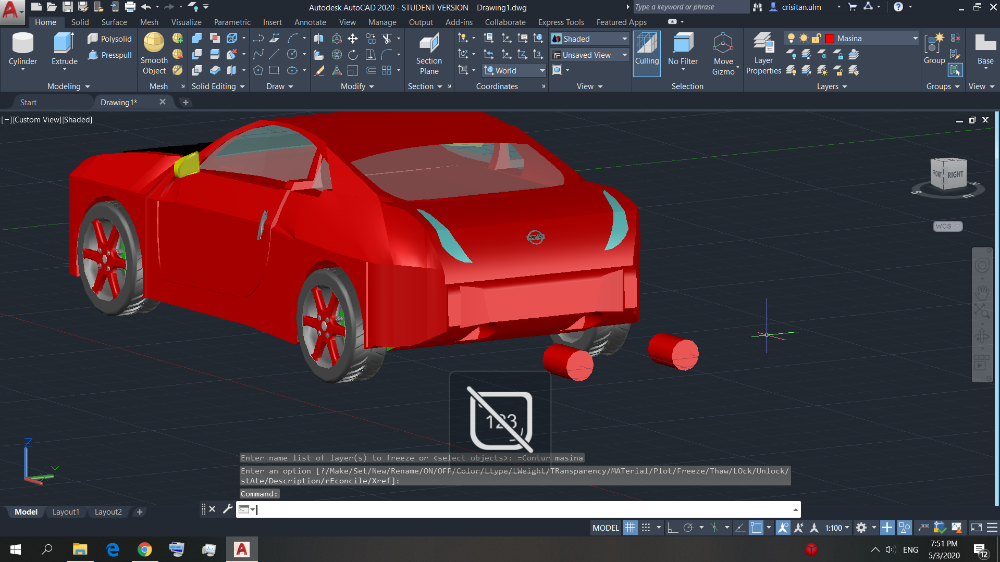 Autodesk AutoCAD 2020 - STUDENT VERSION    Drawing1.dwg
Type a keyword or phrase
crisitan.ulm
Home Solid Surface Mesh Visualize Parametric Insert Annotate View Manage Output Add-ins Collaborate Express Tools Featured Apps
Cylinder
Extrude
Polysolid
Presspull
Modeling
Smooth
Object
Mesh
Solid Editing
Draw
Modify
Section
Plane
Section
World
Coordinates
Shaded
Unsaved View
View
Culling
No Filter
Move
Gizmo
Selection
Layer
Properties
Masina
Layers
Group
Groups
Base
View
Start
Drawing1*
[−][Custom View][Shaded]
FRONT
RIGHT
S
E
N
WCS
NISSAN
123
Z
Y
Enter name list of layer(s) to freeze or <select objects>: =Contur masina
Enter an option [?/Make/Set/New/Rename/ON/OFF/Color/Ltype/LWeight/TRansparency/MATerial/Plot/Freeze/Thaw/LOck/Unlock/
stAte/Description/rEconcile/Xref]:
Command:
Model
Layout1
Layout2
MODEL
1:100
ENG
7:51 PM
5/3/2020
12